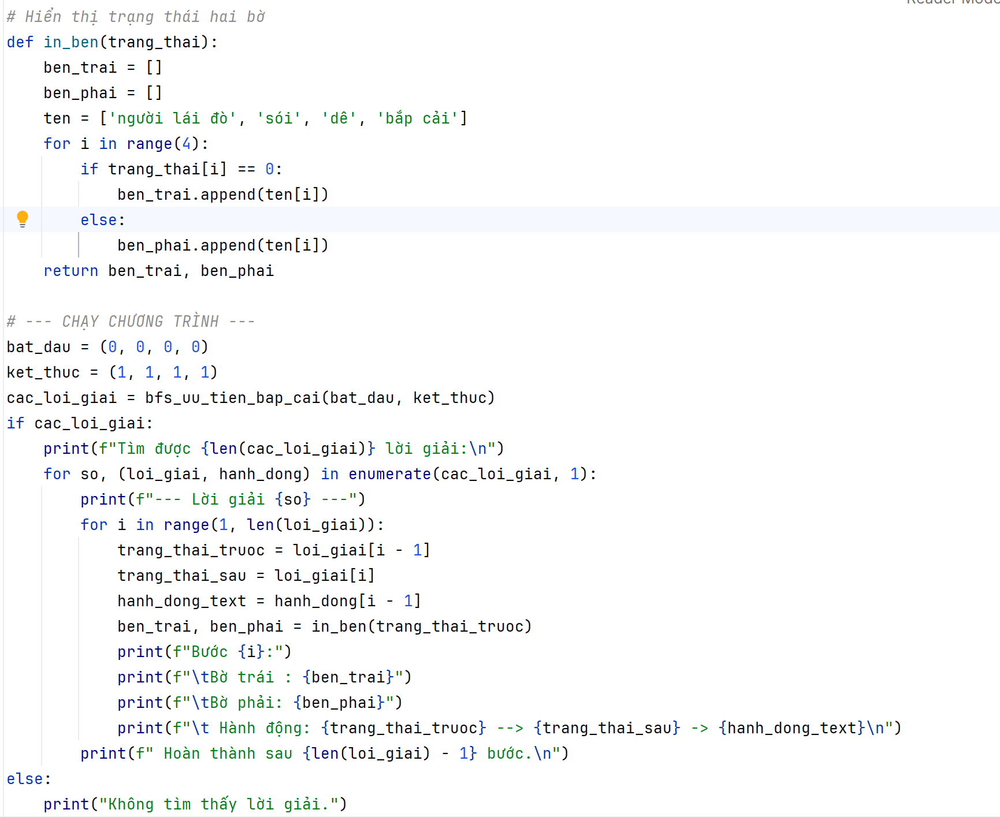 Reader Mode
# Hiển thị trạng thái hai bờ
def in_ben(trang_thai):
    ben_trai = []
    ben_phai = []
    ten = ['người lái đò', 'sói', 'dê', 'bắp cải']
    for i in range(4):
        if trang_thai[i] == 0:
            ben_trai.append(ten[i])
        else:
            ben_phai.append(ten[i])
    return ben_trai, ben_phai

# --- CHẠY CHƯƠNG TRÌNH ---
bat_dau = (0, 0, 0, 0)
ket_thuc = (1, 1, 1, 1)
cac_loi_giai = bfs_uu_tien_bap_cai(bat_dau, ket_thuc)
if cac_loi_giai:
    print(f"Tìm được {len(cac_loi_giai)} lời giải:\n")
    for so, (loi_giai, hanh_dong) in enumerate(cac_loi_giai, 1):
        print(f"--- Lời giải {so} ---")
        for i in range(1, len(loi_giai)):
            trang_thai_truoc = loi_giai[i - 1]
            trang_thai_sau = loi_giai[i]
            hanh_dong_text = hanh_dong[i - 1]
            ben_trai, ben_phai = in_ben(trang_thai_truoc)
            print(f"Bước {i}:")
            print(f"\tBờ trái : {ben_trai}")
            print(f"\tBờ phải: {ben_phai}")
            print(f"\t Hành động: {trang_thai_truoc} --> {trang_thai_sau} -> {hanh_dong_text}\n")
        print(f" Hoàn thành sau {len(loi_giai) - 1} bước.\n")
else:
    print("Không tìm thấy lời giải.")